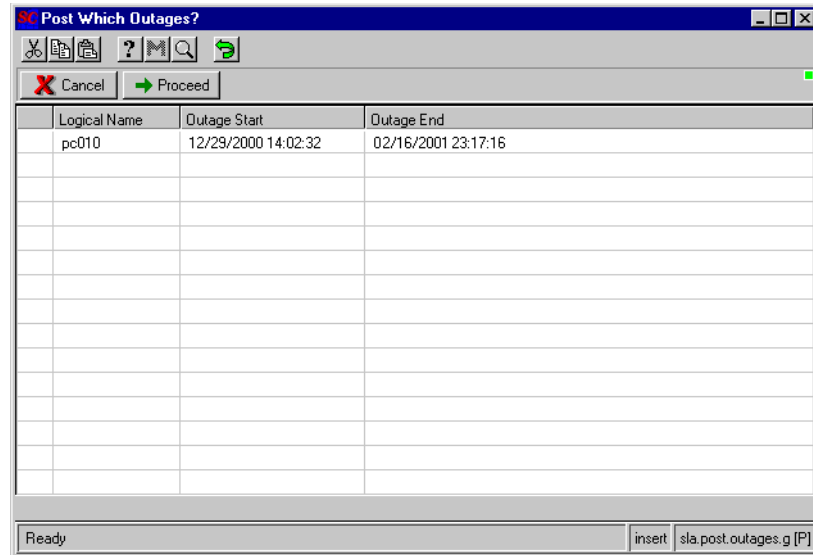 SC Post Which Outages?
Cancel Proceed
Logical Name Outage Start Outage End
pc010 12/29/2000 14:02:32 02/16/2001 23:17:16
Ready insert sla.post.outages.g [P]